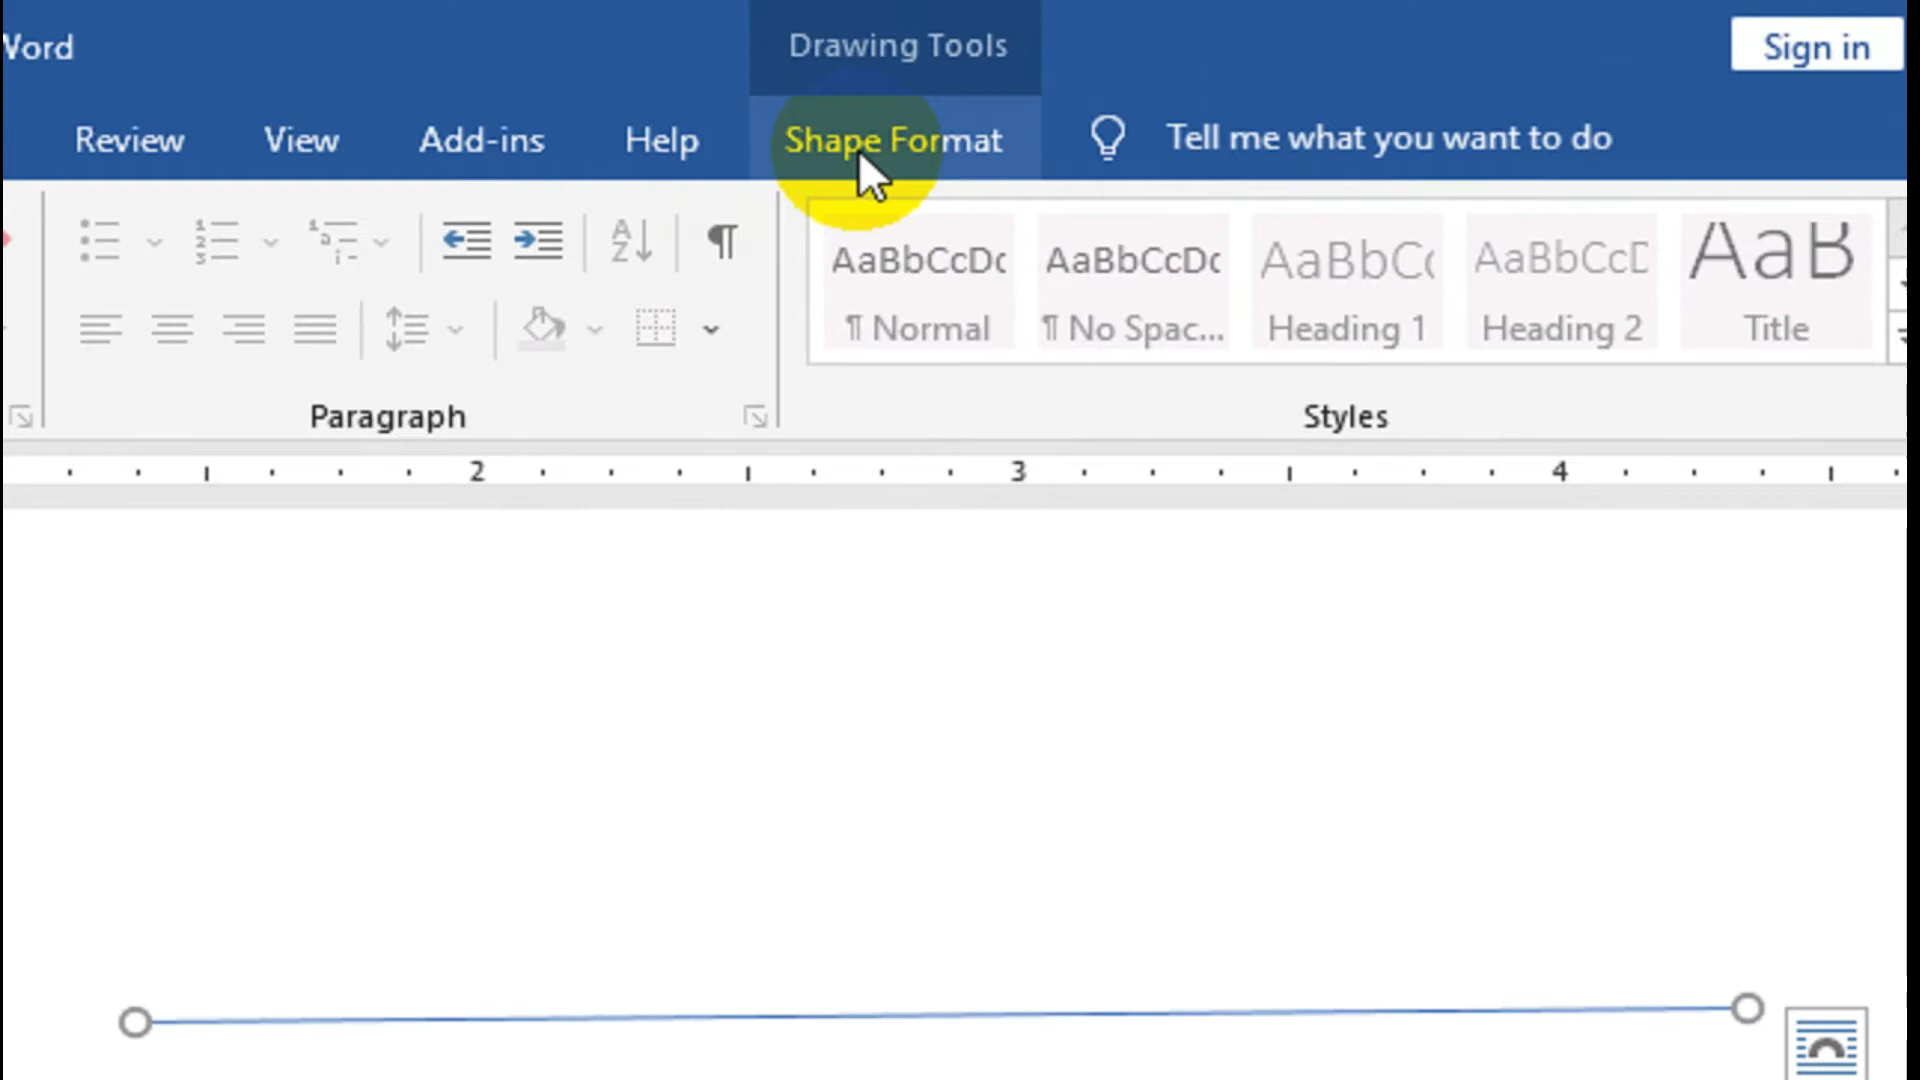 Word
Drawing Tools
Sign in
Review
View
Add-ins
Help
Shape Format
Tell me what you want to do
AaBbCcDc
AaBbCcDc
AaBbCc
AaBbCcD
AaB
¶ Normal
¶ No Spac...
Heading 1
Heading 2
Title
Paragraph
Styles
2
3
4